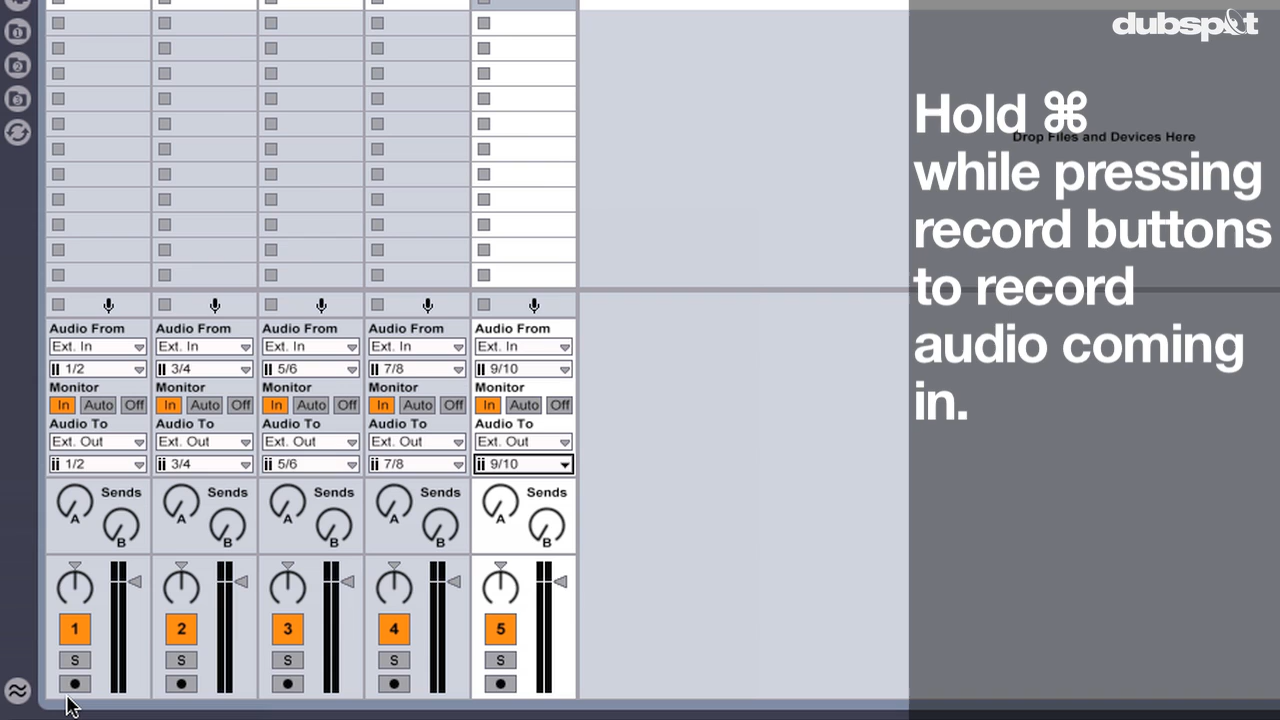 dubspot
Hold ⌘
Drop Files and Devices Here
while pressing
record buttons
to record
audio coming
in.
1
2
3
Audio From Audio From Audio From Audio From Audio From
Ext. In Ext. In Ext. In Ext. In Ext. In
1/2 3/4 5/6 7/8 9/10
Monitor Monitor Monitor Monitor Monitor
In Auto Off In Auto Off In Auto Off In Auto Off In Auto Off
Audio To Audio To Audio To Audio To Audio To
Ext. Out Ext. Out Ext. Out Ext. Out Ext. Out
1/2 3/4 5/6 7/8 9/10
Sends Sends Sends Sends Sends
A A A A A
B B B B B
1 2 3 4 5
S S S S S